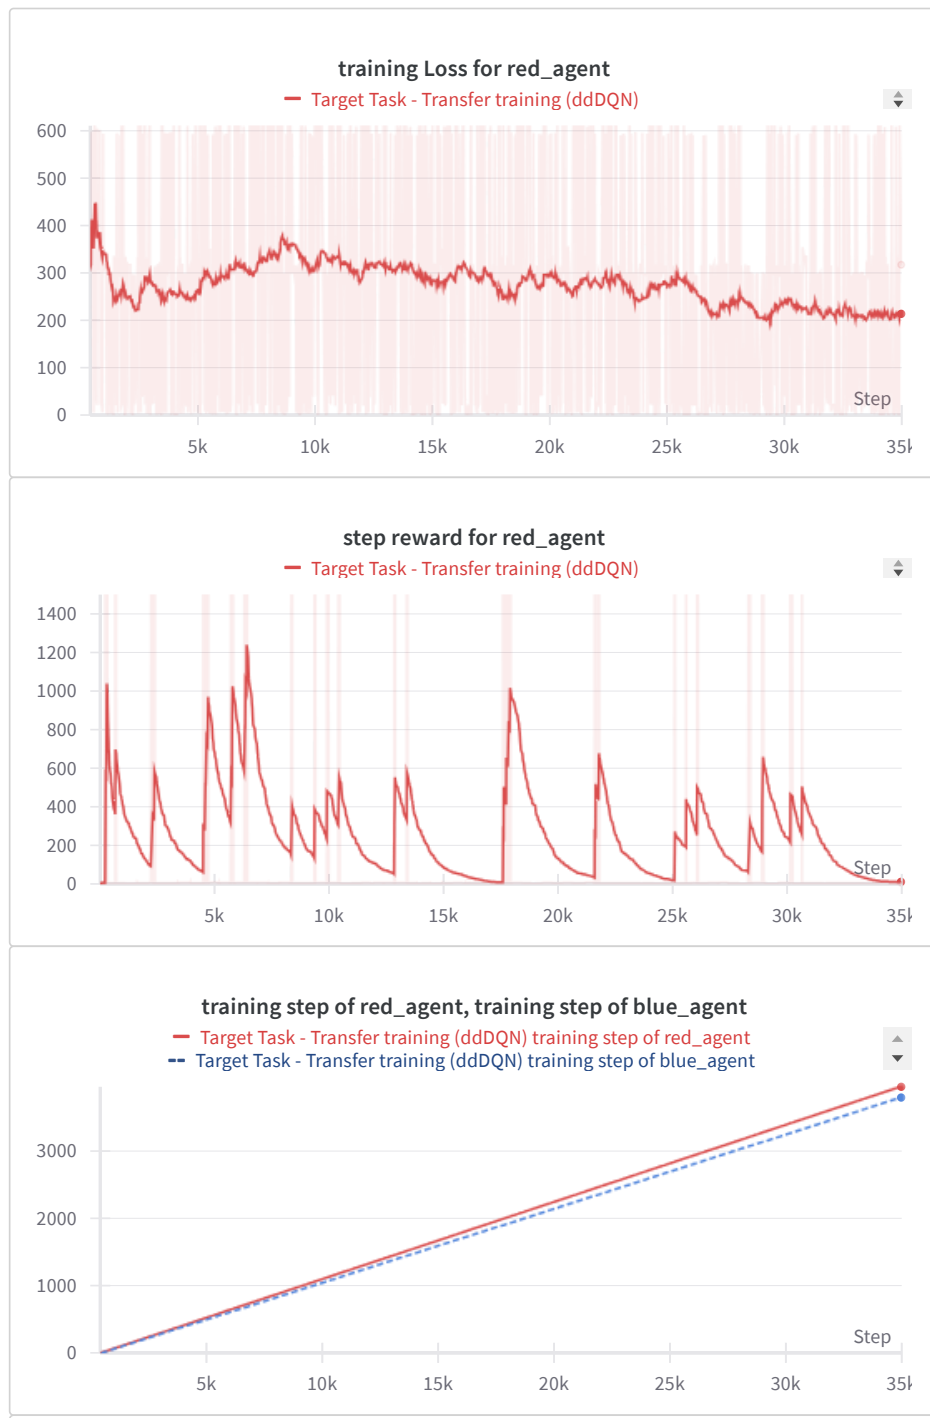 training Loss for red_agent
Target Task - Transfer training (ddDQN)
600
500
400
300
200
100
0
Step
5k 10k 15k 20k 25k 30k 35k
step reward for red_agent
Target Task - Transfer training (ddDQN)
1400
1200
1000
800
600
400
200
0
Step
5k 10k 15k 20k 25k 30k 35k
training step of red_agent, training step of blue_agent
Target Task - Transfer training (ddDQN) training step of red_agent
Target Task - Transfer training (ddDQN) training step of blue_agent
3000
2000
1000
0
Step
5k 10k 15k 20k 25k 30k 35k